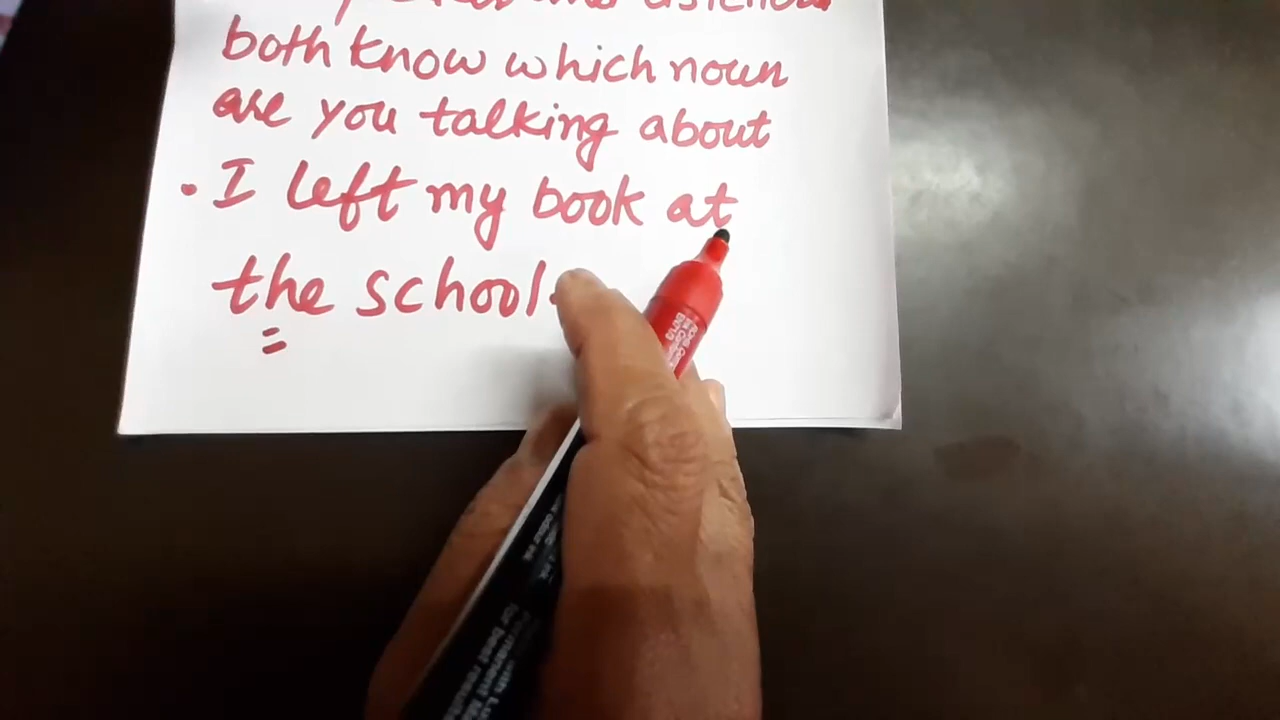 both know which noun
are you talking about
• I left my book at
the school.